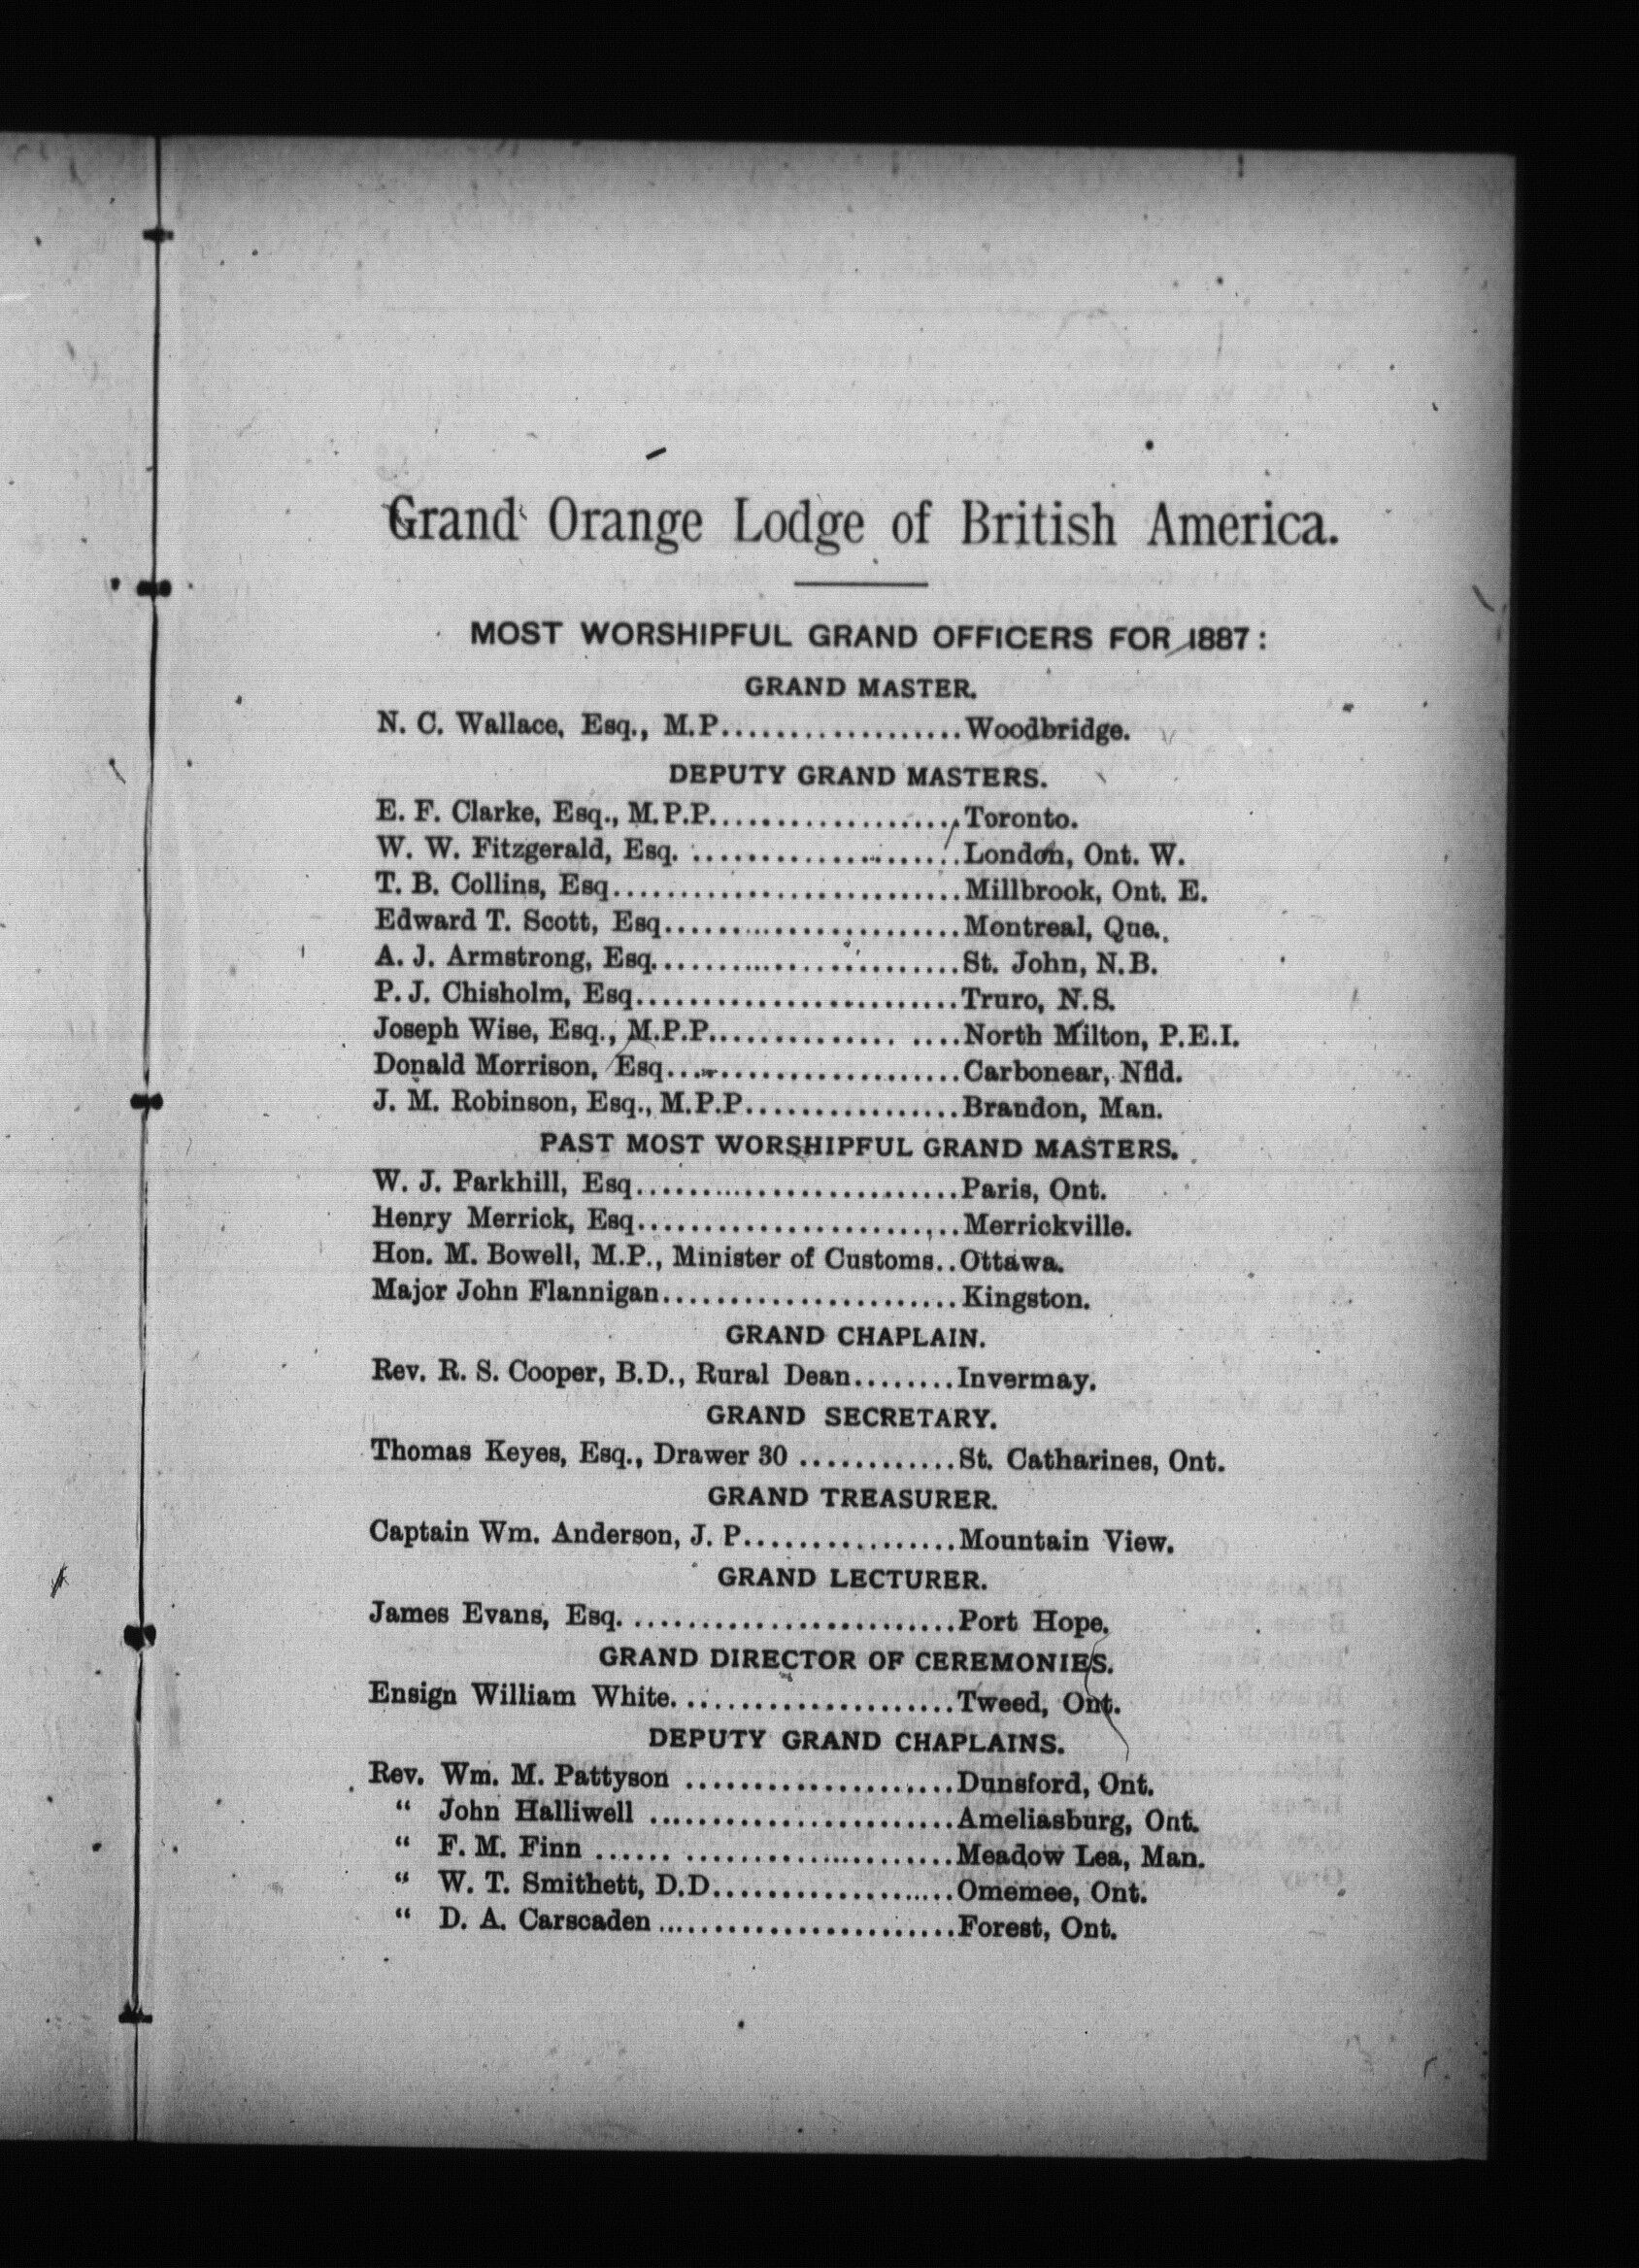 Grand Orange Lodge of British America.
MOST WORSHIPFUL GRAND OFFICERS FOR 1887:
GRAND MASTER.
N. C. Wallace, Esq., M.P..................Woodbridge.
DEPUTY GRAND MASTERS.
E. F. Clarke, Esq., M.P.P...................Toronto.
W. W. Fitzgerald, Esq. ....................London, Ont. W.
T. B. Collins, Esq..........................Millbrook, Ont. E.
Edward T. Scott, Esq......................Montreal, Que.
A. J. Armstrong, Esq.......................St. John, N.B.
P. J. Chisholm, Esq........................Truro, N.S.
Joseph Wise, Esq., M.P.P.............. ....North Milton, P.E.I.
Donald Morrison, Esq......................Carbonear, Nfld.
J. M. Robinson, Esq., M.P.P................Brandon, Man.
PAST MOST WORSHIPFUL GRAND MASTERS.
W. J. Parkhill, Esq........................Paris, Ont.
Henry Merrick, Esq........................Merrickville.
Hon. M. Bowell, M.P., Minister of Customs..Ottawa.
Major John Flannigan......................Kingston.
GRAND CHAPLAIN.
Rev. R. S. Cooper, B.D., Rural Dean........Invermay.
GRAND SECRETARY.
Thomas Keyes, Esq., Drawer 30 ............St. Catharines, Ont.
GRAND TREASURER.
Captain Wm. Anderson, J. P................Mountain View.
GRAND LECTURER.
James Evans, Esq. ........................Port Hope.
GRAND DIRECTOR OF CEREMONIES.
Ensign William White. ....................Tweed, Ont.
DEPUTY GRAND CHAPLAINS.
Rev. Wm. M. Pattyson ....................Dunsford, Ont.
“ John Halliwell .......................Ameliasburg, Ont.
“ F. M. Finn ...... ....................Meadow Lea, Man.
“ W. T. Smithett, D.D..................Omemee, Ont.
“ D. A. Carscaden ......................Forest, Ont.